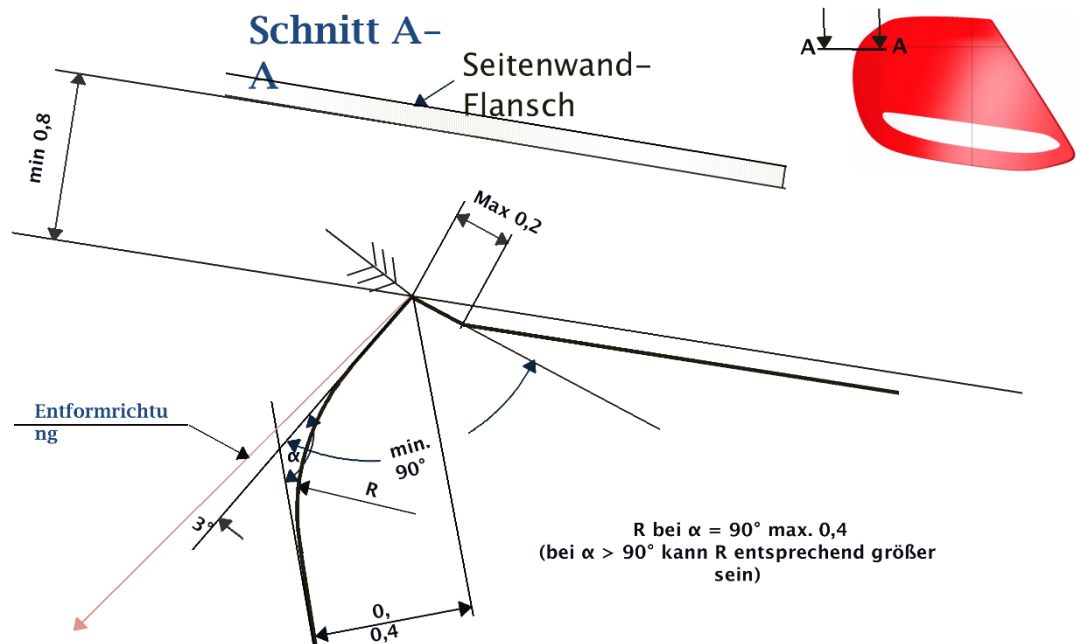 Schnitt A-
A
Seitenwand-
Flansch
A
A
min 0,8
Max 0,2
Entformrichtu
ng
α
min.
90°
R
3°
R bei α = 90° max. 0,4
(bei α > 90° kann R entsprechend größer
sein)
0,
0,4